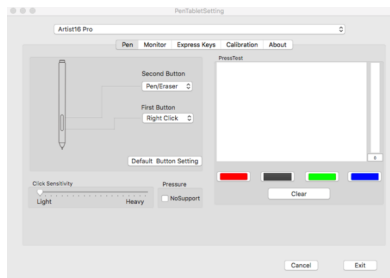 PenTabletSetting
Artist16 Pro
Pen Monitor Express Keys Calibration About
PressTest
Second Button
Pen/Eraser
First Button
Right Click
Default Button Setting
Click Sensitivity
Light Heavy
Pressure
NoSupport
Clear
Cancel Exit